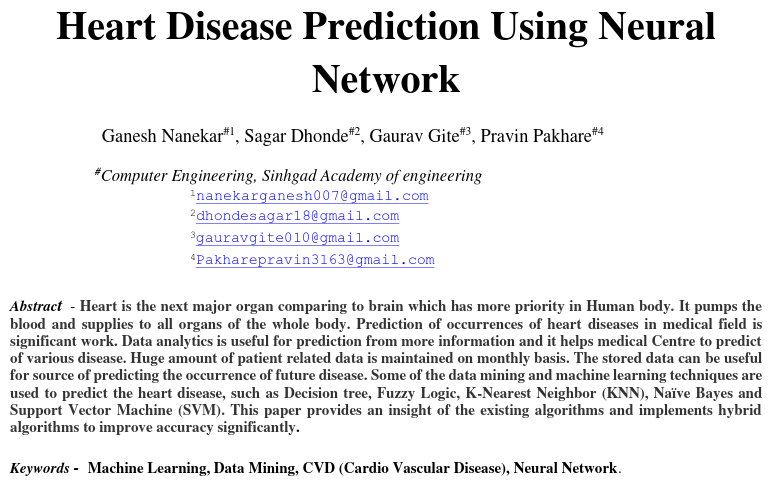 Heart Disease Prediction Using Neural
Network
Ganesh Nanekar#1, Sagar Dhonde#2, Gaurav Gite#3, Pravin Pakhare#4
#Computer Engineering, Sinhgad Academy of engineering
1nanekarganesh007@gmail.com
2dhondesagar18@gmail.com
3gauravgite010@gmail.com
4Pakharepravin3163@gmail.com
Abstract - Heart is the next major organ comparing to brain which has more priority in Human body. It pumps the
blood and supplies to all organs of the whole body. Prediction of occurrences of heart diseases in medical field is
significant work. Data analytics is useful for prediction from more information and it helps medical Centre to predict
of various disease. Huge amount of patient related data is maintained on monthly basis. The stored data can be useful
for source of predicting the occurrence of future disease. Some of the data mining and machine learning techniques are
used to predict the heart disease, such as Decision tree, Fuzzy Logic, K-Nearest Neighbor (KNN), Naïve Bayes and
Support Vector Machine (SVM). This paper provides an insight of the existing algorithms and implements hybrid
algorithms to improve accuracy significantly.
Keywords - Machine Learning, Data Mining, CVD (Cardio Vascular Disease), Neural Network.